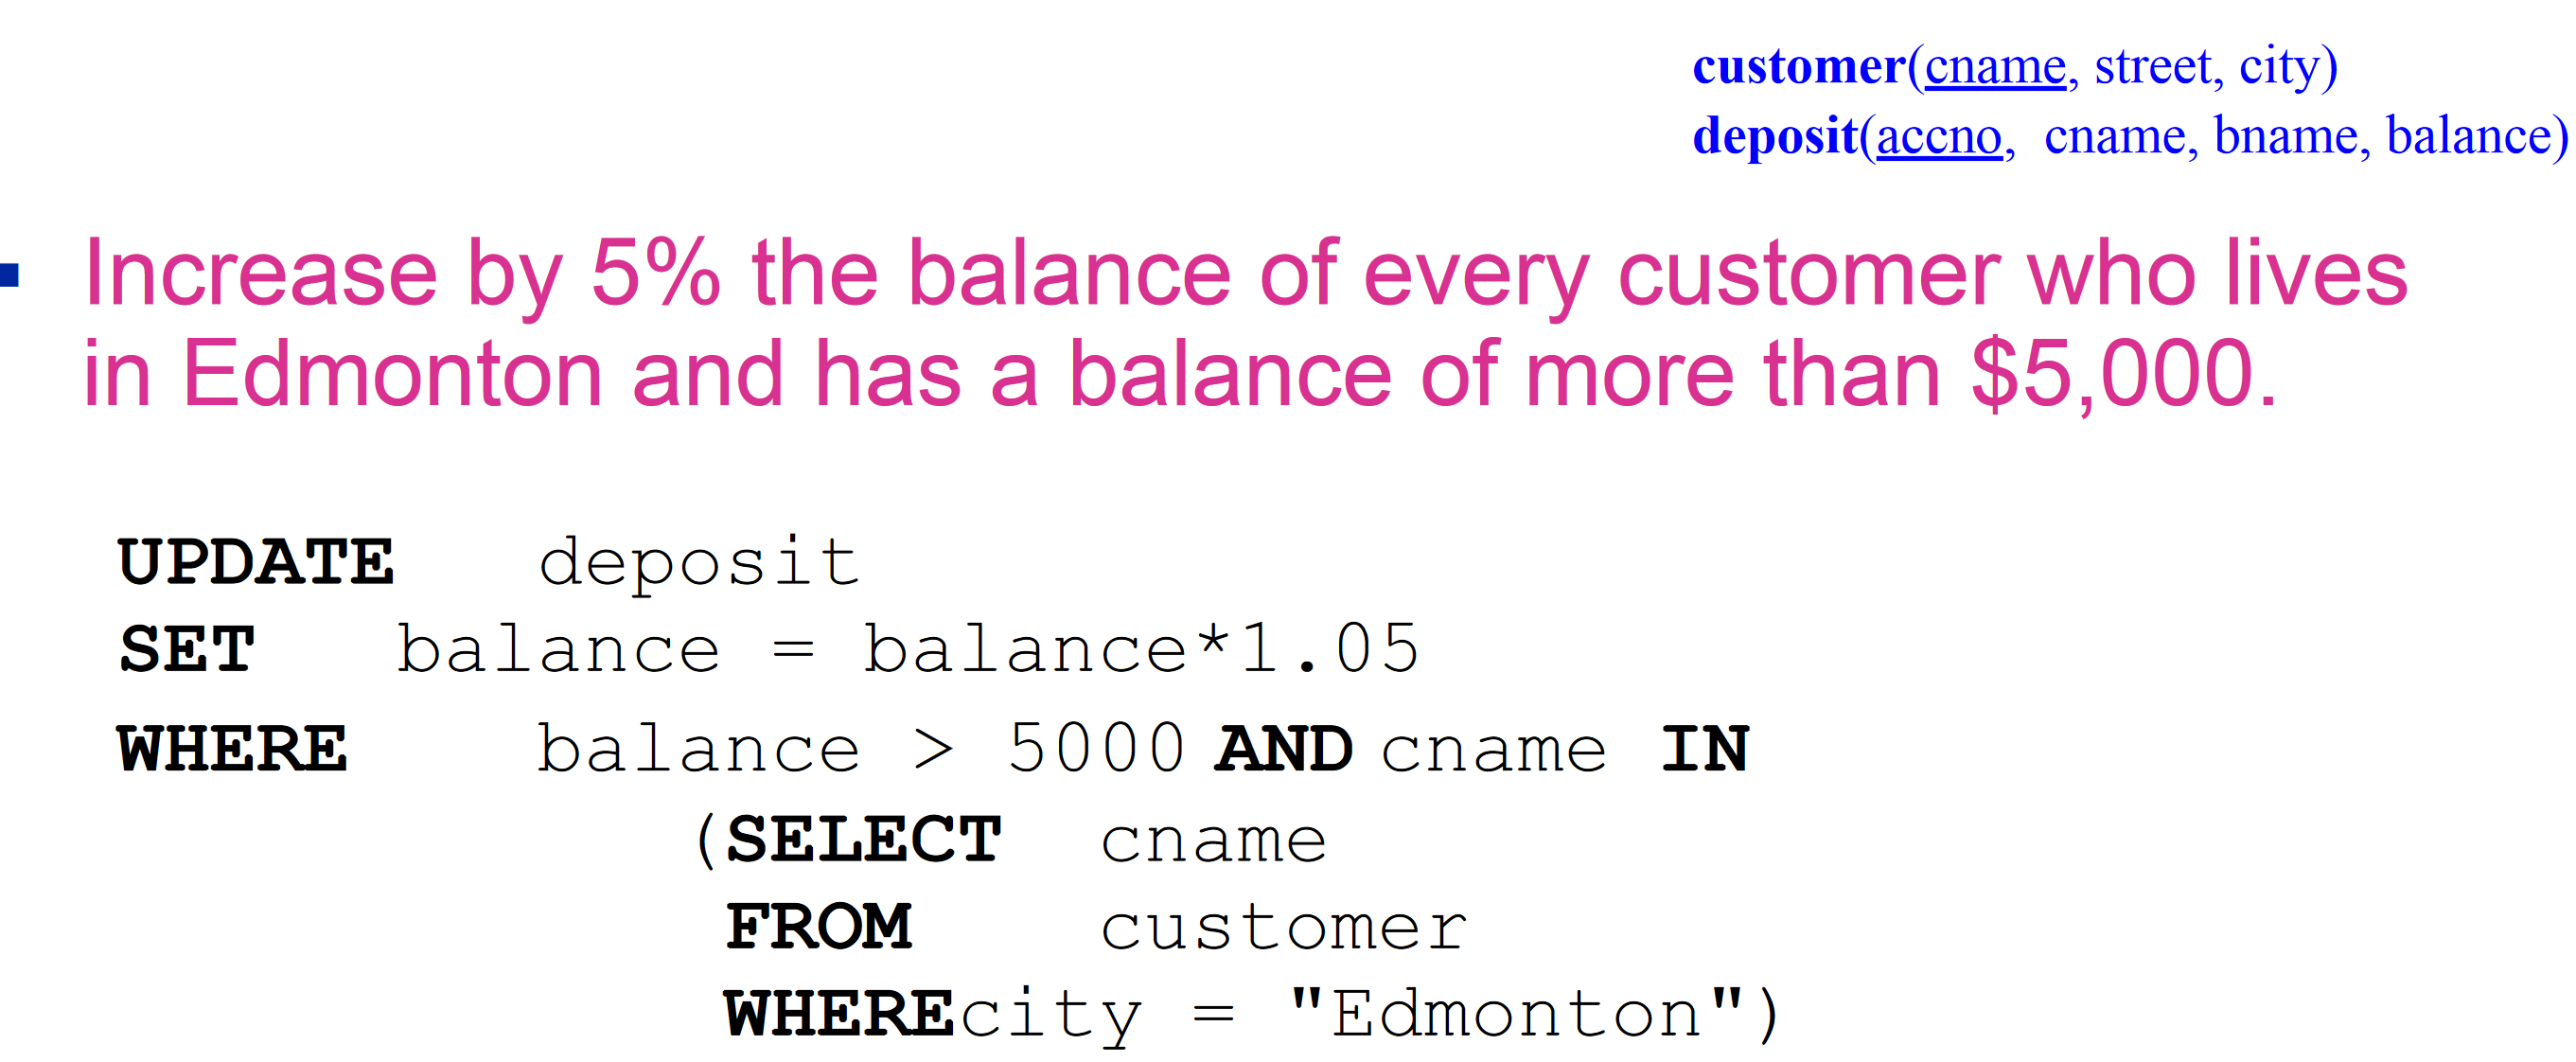 customer(cname, street, city)
deposit(accno, cname, bname, balance)
▪ Increase by 5% the balance of every customer who lives
in Edmonton and has a balance of more than $5,000.
UPDATE deposit
SET balance = balance*1.05
WHERE balance > 5000 AND cname IN
(SELECT cname
FROM customer
WHEREcity = "Edmonton")